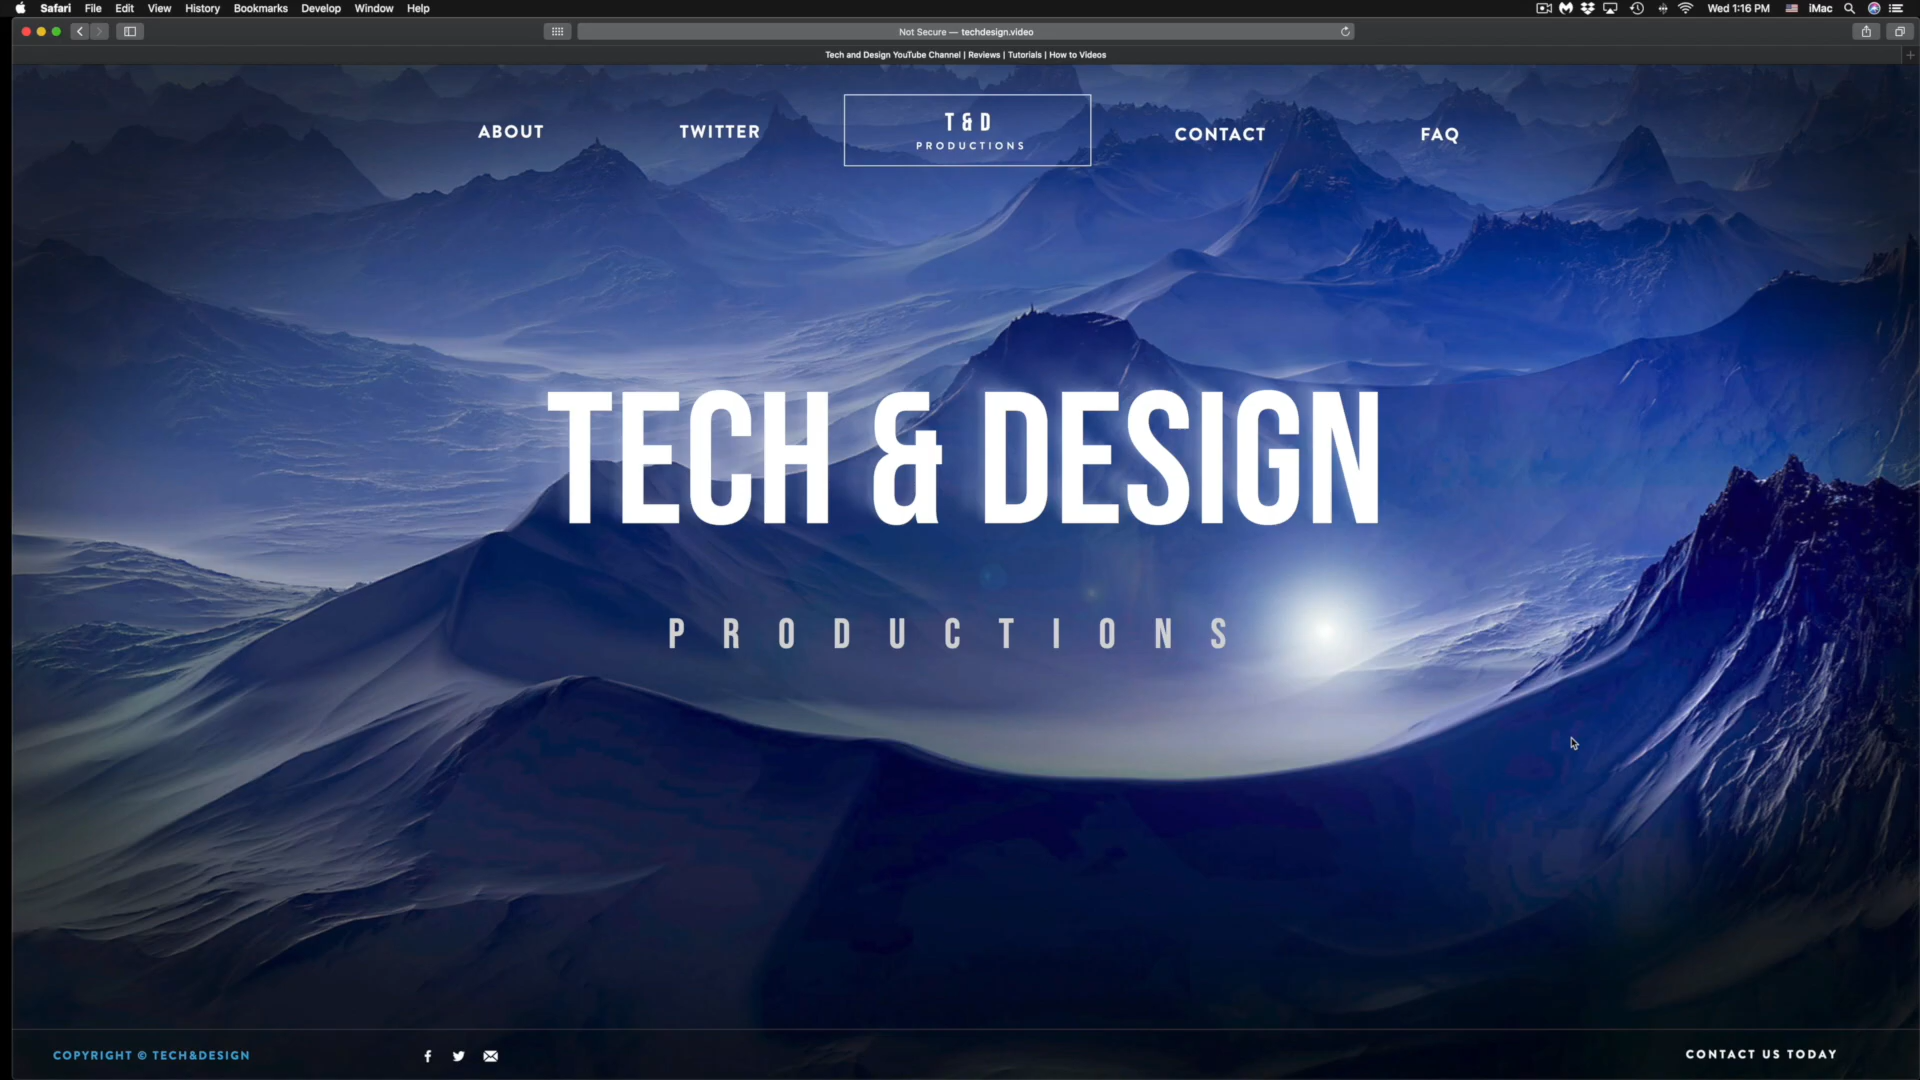 Safari File Edit View History Bookmarks Develop Window Help Wed 1:16 PM iMac
Not Secure — techdesign.video
Tech and Design YouTube Channel | Reviews | Tutorials | How to Videos
ABOUT TWITTER T&D CONTACT FAQ
PRODUCTIONS
TECH & DESIGN
PRODUCTIONS
COPYRIGHT © TECH&DESIGN CONTACT US TODAY